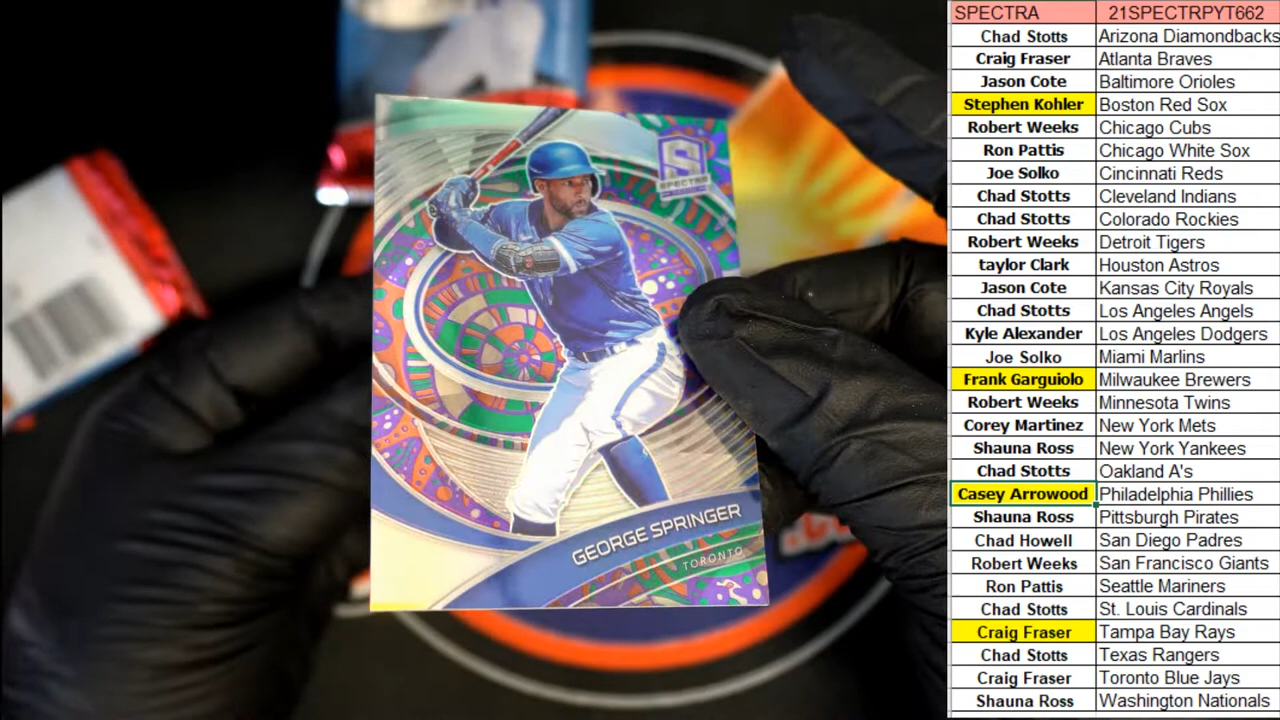 SPECTRA
GEORGE SPRINGER
TORONTO
SPECTRA 21SPECTRPYT662
Chad Stotts Arizona Diamondbacks
Craig Fraser Atlanta Braves
Jason Cote Baltimore Orioles
Stephen Kohler Boston Red Sox
Robert Weeks Chicago Cubs
Ron Pattis Chicago White Sox
Joe Solko Cincinnati Reds
Chad Stotts Cleveland Indians
Chad Stotts Colorado Rockies
Robert Weeks Detroit Tigers
taylor Clark Houston Astros
Jason Cote Kansas City Royals
Chad Stotts Los Angeles Angels
Kyle Alexander Los Angeles Dodgers
Joe Solko Miami Marlins
Frank Garguiolo Milwaukee Brewers
Robert Weeks Minnesota Twins
Corey Martinez New York Mets
Shauna Ross New York Yankees
Chad Stotts Oakland A's
Casey Arrowood Philadelphia Phillies
Shauna Ross Pittsburgh Pirates
Chad Howell San Diego Padres
Robert Weeks San Francisco Giants
Ron Pattis Seattle Mariners
Chad Stotts St. Louis Cardinals
Craig Fraser Tampa Bay Rays
Chad Stotts Texas Rangers
Craig Fraser Toronto Blue Jays
Shauna Ross Washington Nationals